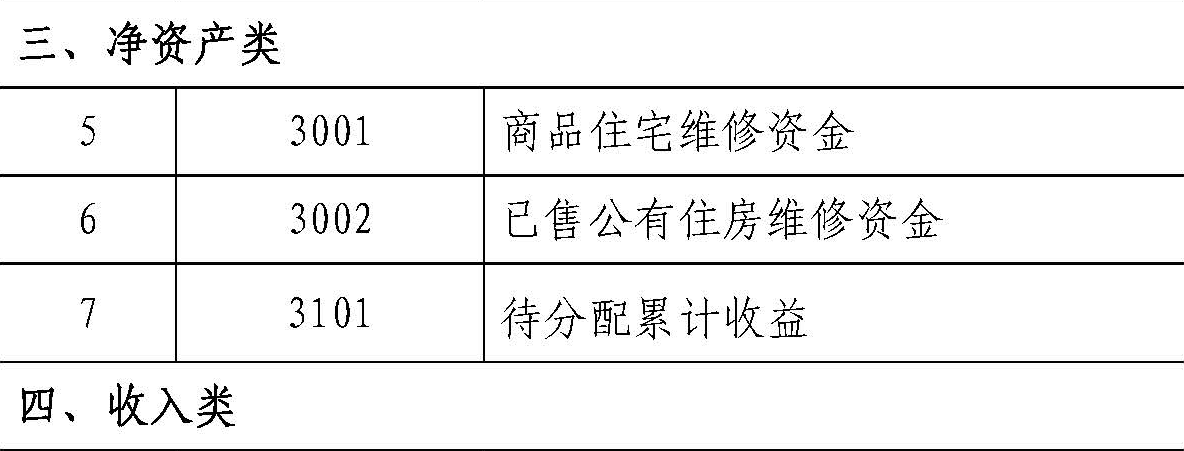 三、净资产类
5 3001 商品住宅维修资金
6 3002 已售公有住房维修资金
7 3101 待分配累计收益
四、收入类